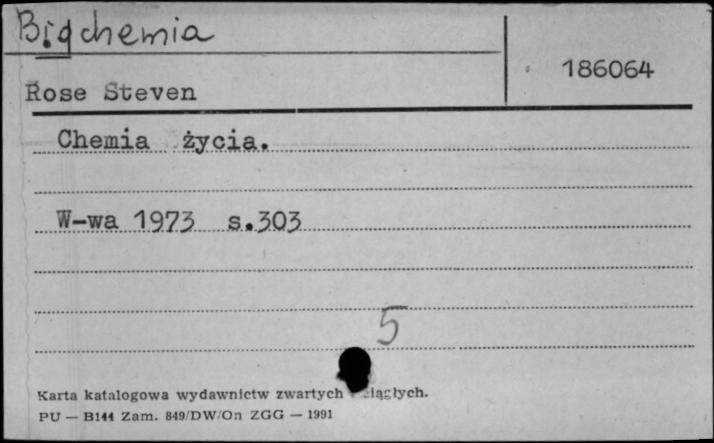 Biochemia
186064
Rose Steven
Chemia życia.
W-wa 1973 s.303
5
Karta katalogowa wydawnictw zwartych ciągłych.
PU — B144 Zam. 849/DW/On ZGG — 1991